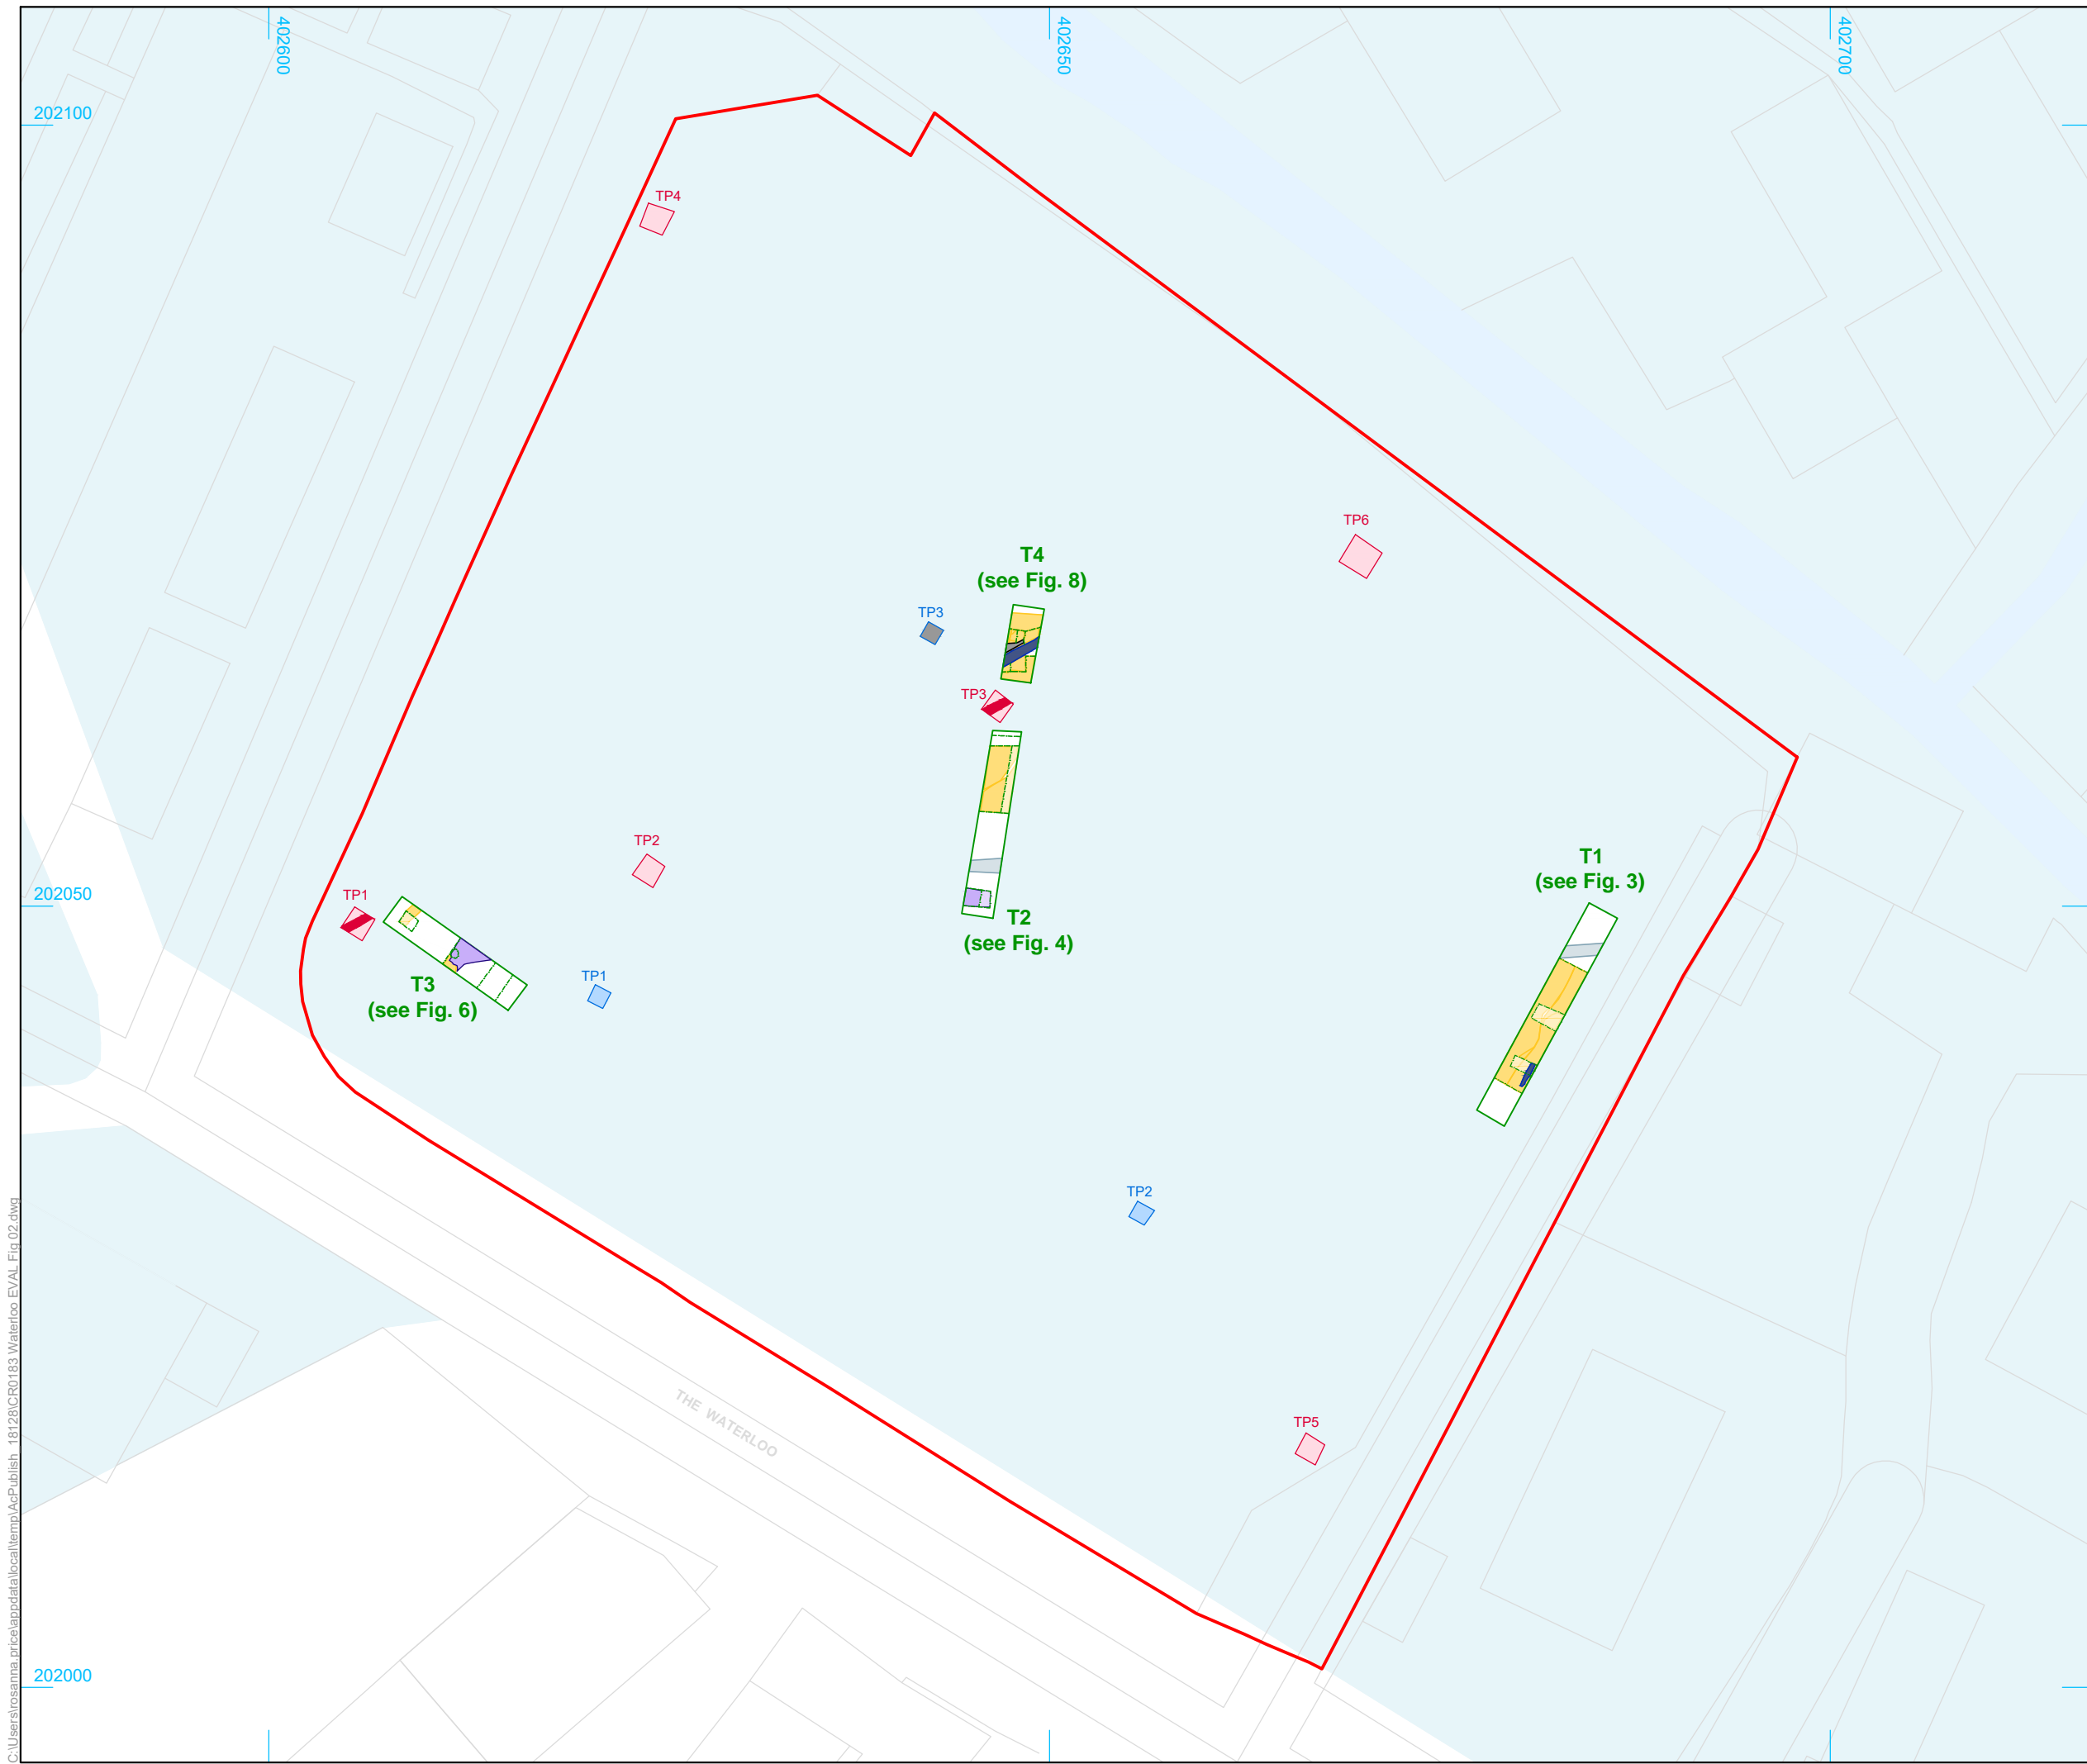 402600
402650
402700
202100
TP4
TP6
T4
(see Fig. 8)
TP3
TP3
TP2
T1
(see Fig. 3)
202050
TP1
T2
(see Fig. 4)
TP1
T3
(see Fig. 6)
TP2
THE WATERLOO
TP5
202000
C:\Users\rosanna.price\appdata\local\temp\AcPublish_18128\CR0183 Waterloo EVAL Fig 02.dwg